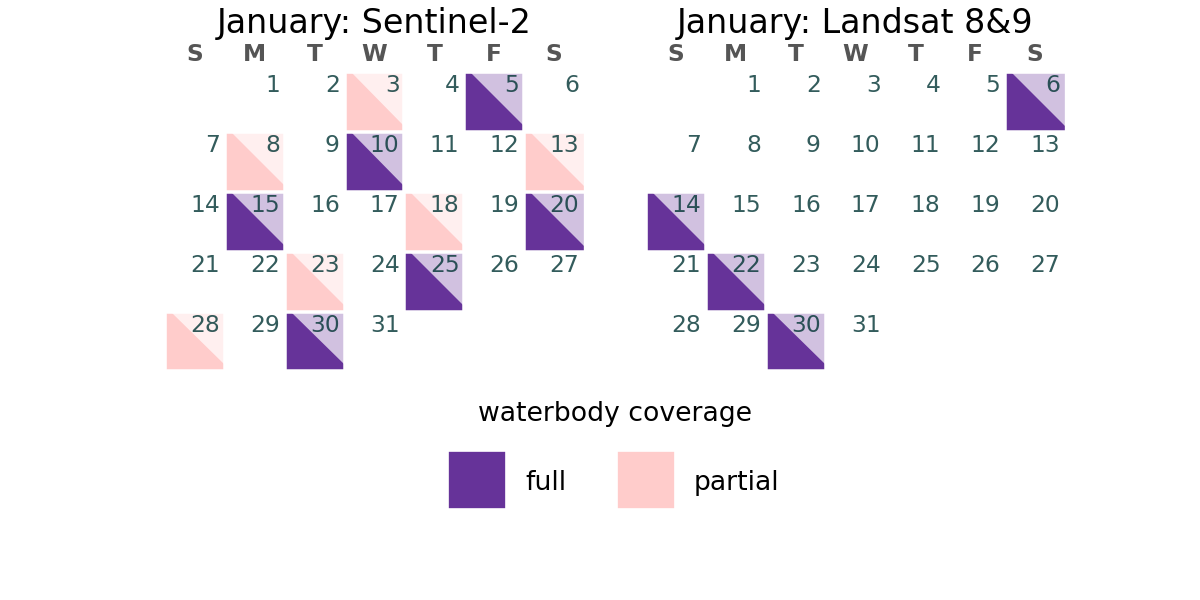 January: Sentinel-2
S M T W T F S
1 2 3 4 5 6
7 8 9 10 11 12 13
14 15 16 17 18 19 20
21 22 23 24 25 26 27
28 29 30 31
January: Landsat 8&9
S M T W T F S
1 2 3 4 5 6
7 8 9 10 11 12 13
14 15 16 17 18 19 20
21 22 23 24 25 26 27
28 29 30 31
waterbody coverage
full partial